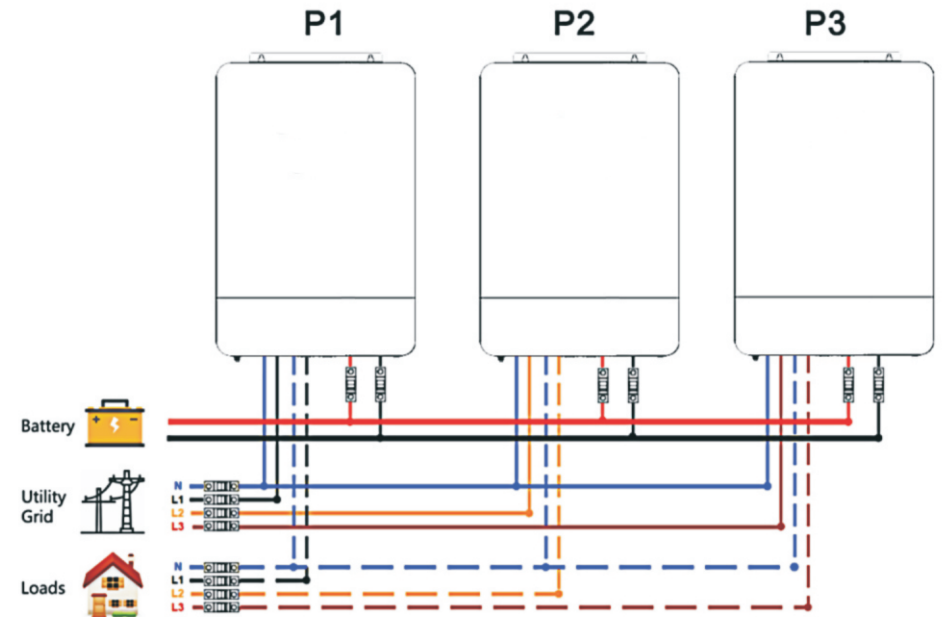 P1 P2 P3
Battery
+ -
Utility
Grid
N
L1
L2
L3
Loads
N
L1
L2
L3